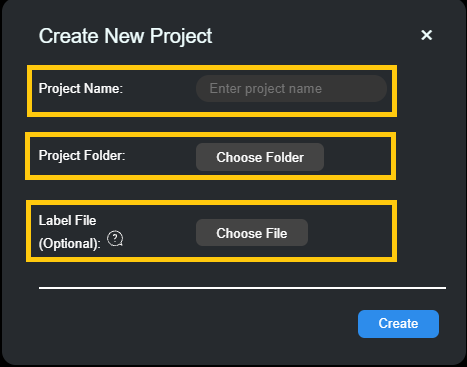 Create New Project ×
Project Name: Enter project name
Project Folder: Choose Folder
Label File
(Optional): ? Choose File
Create